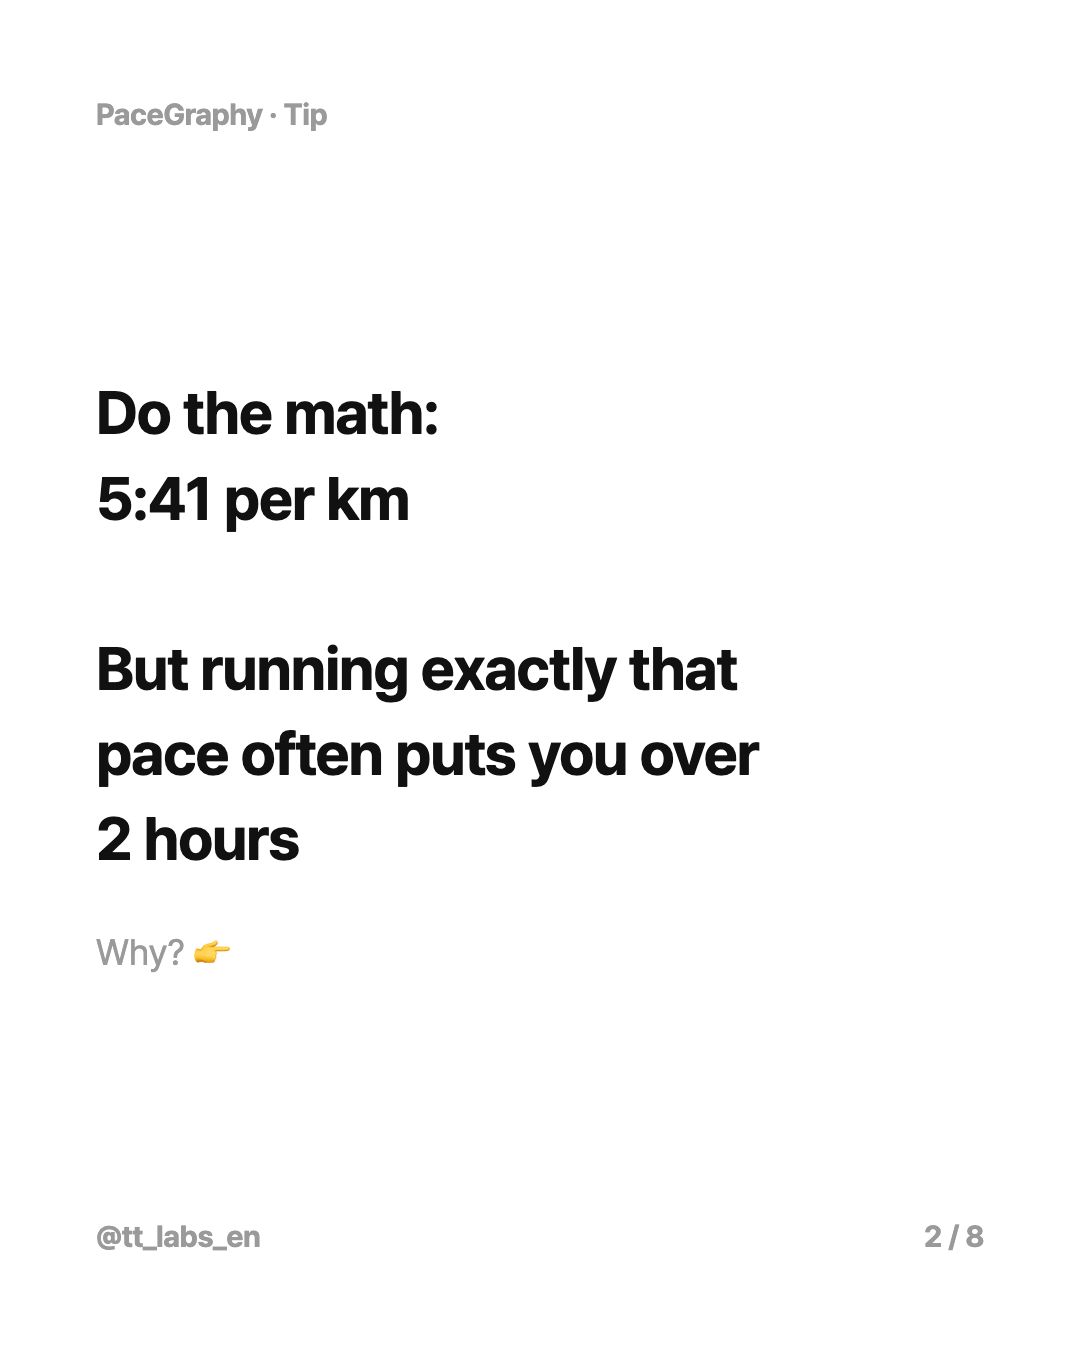 PaceGraphy · Tip
Do the math:
5:41 per km
But running exactly that
pace often puts you over
2 hours
Why? 👉
@tt_labs_en
2 / 8